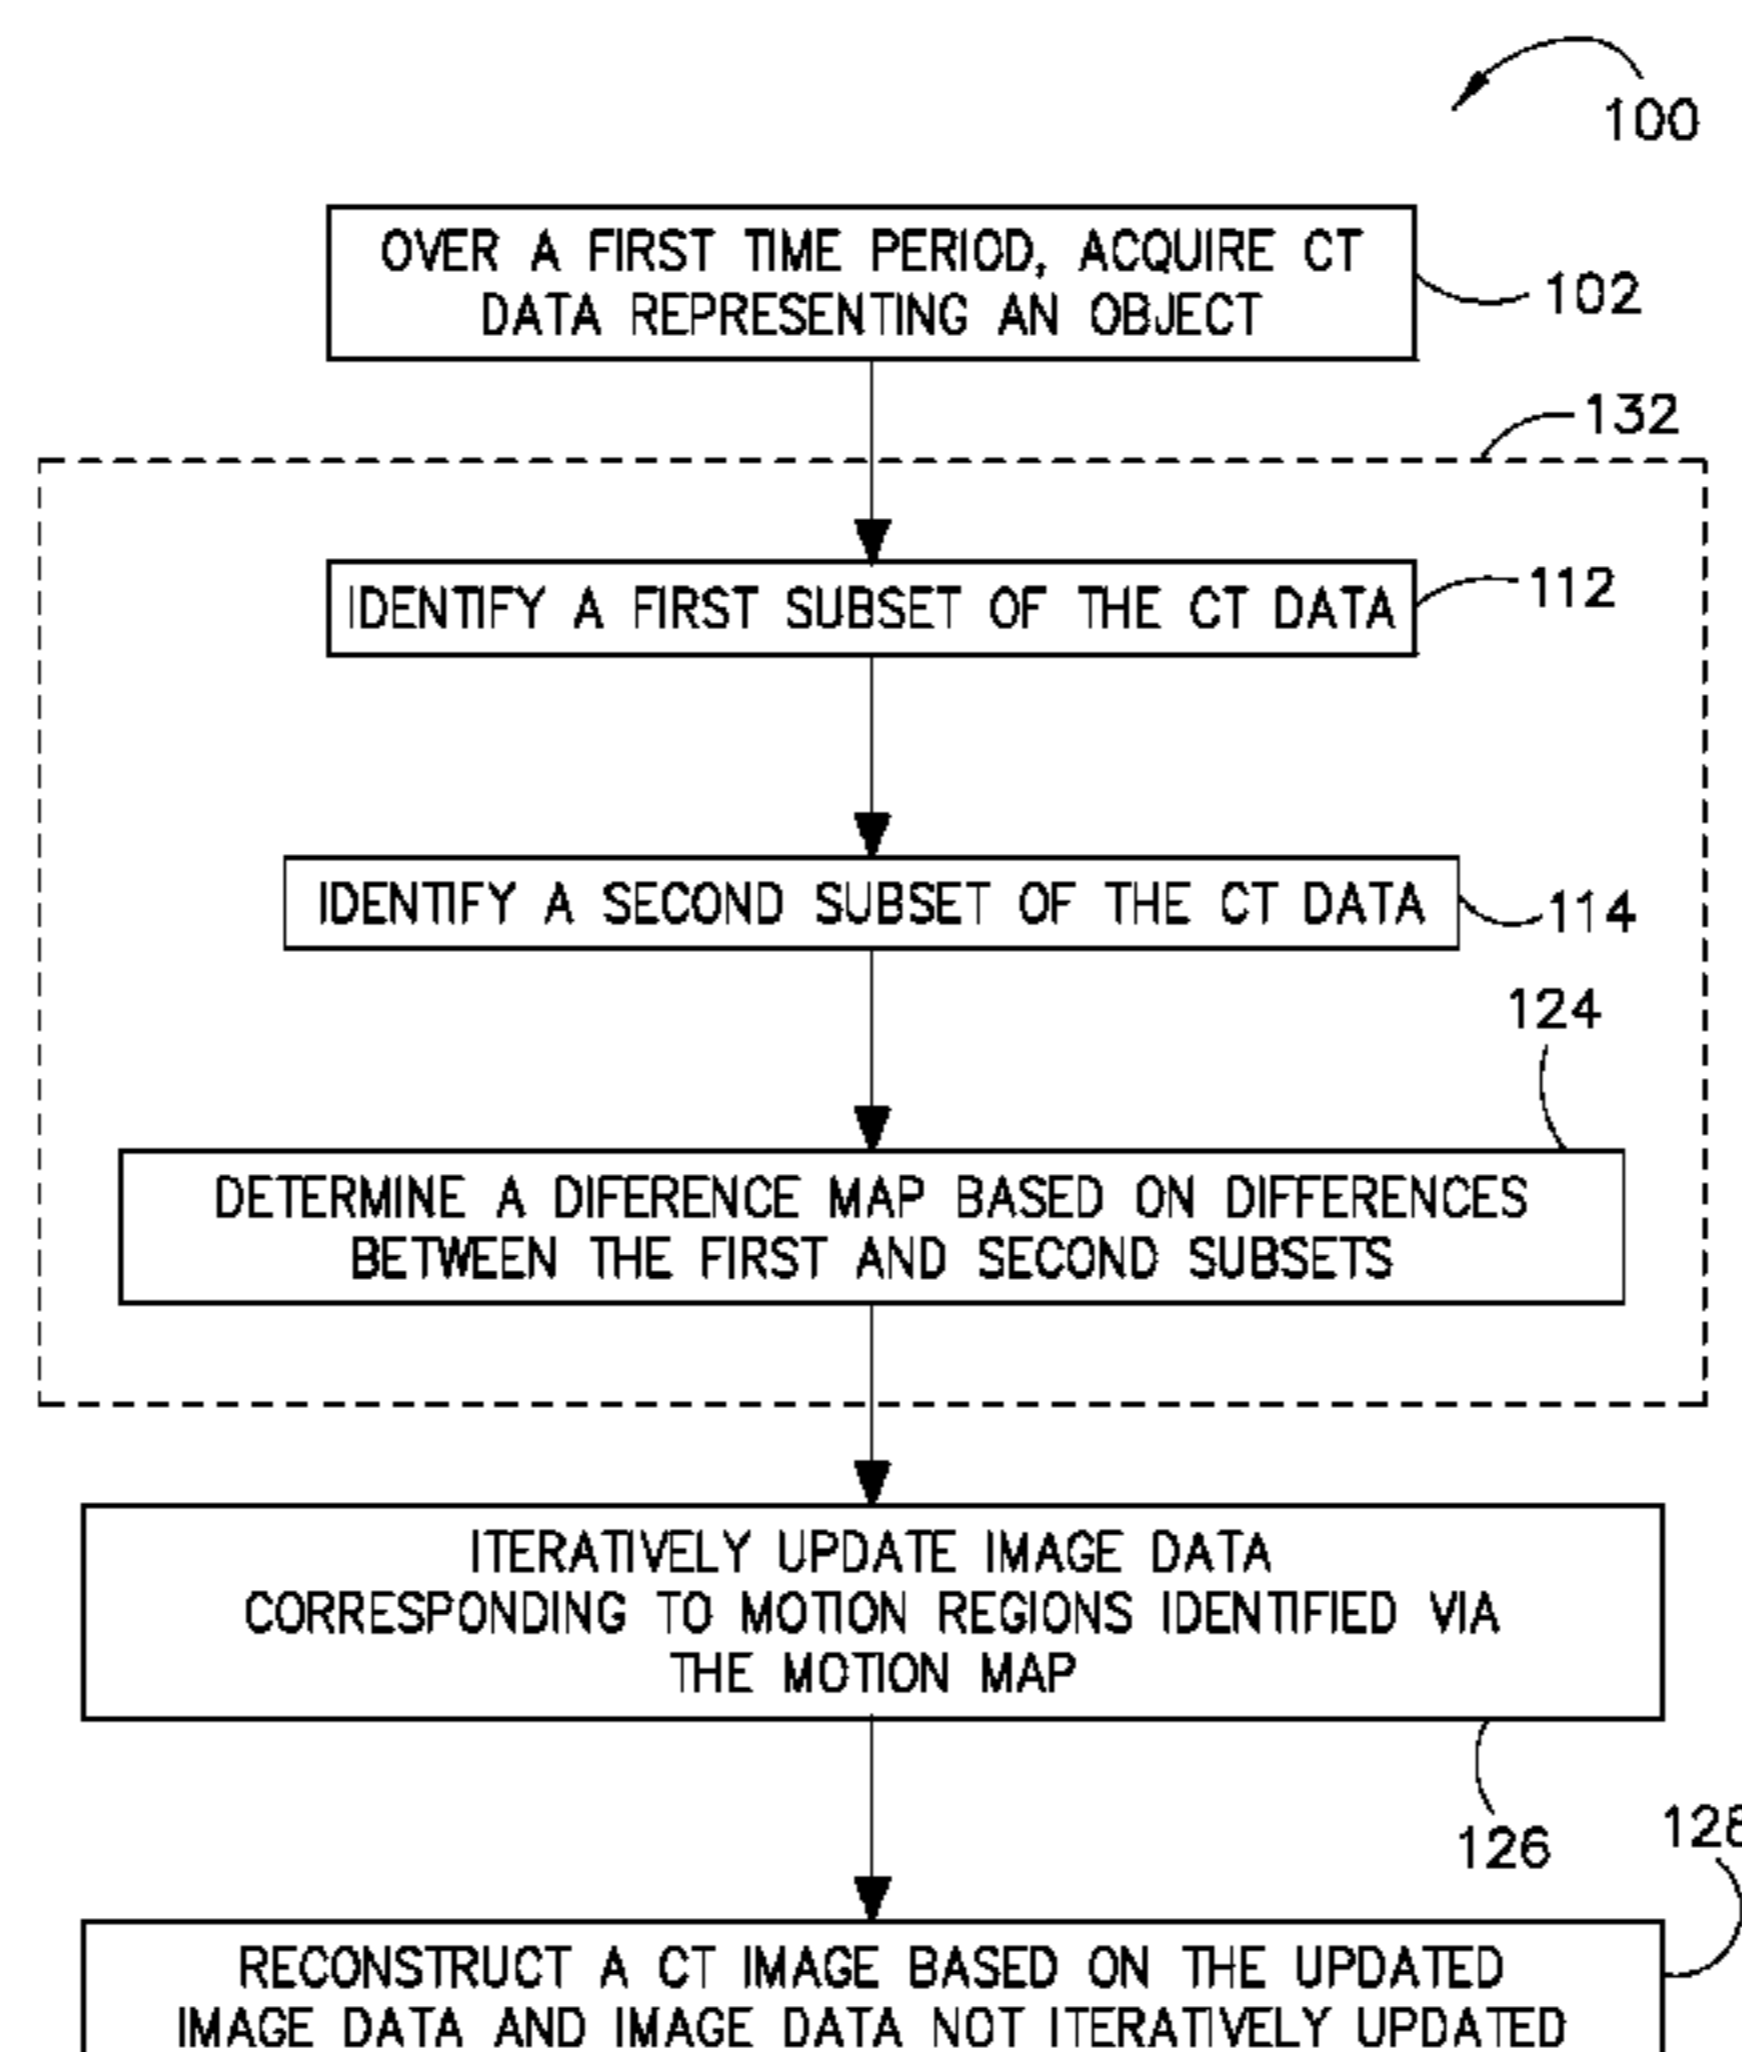 100
OVER A FIRST TIME PERIOD, ACQUIRE CT
DATA REPRESENTING AN OBJECT
102
132
IDENTIFY A FIRST SUBSET OF THE CT DATA
112
IDENTIFY A SECOND SUBSET OF THE CT DATA
114
124
DETERMINE A DIFERENCE MAP BASED ON DIFFERENCES
BETWEEN THE FIRST AND SECOND SUBSETS
ITERATIVELY UPDATE IMAGE DATA
CORRESPONDING TO MOTION REGIONS IDENTIFIED VIA
THE MOTION MAP
126
128
RECONSTRUCT A CT IMAGE BASED ON THE UPDATED
IMAGE DATA AND IMAGE DATA NOT ITERATIVELY UPDATED